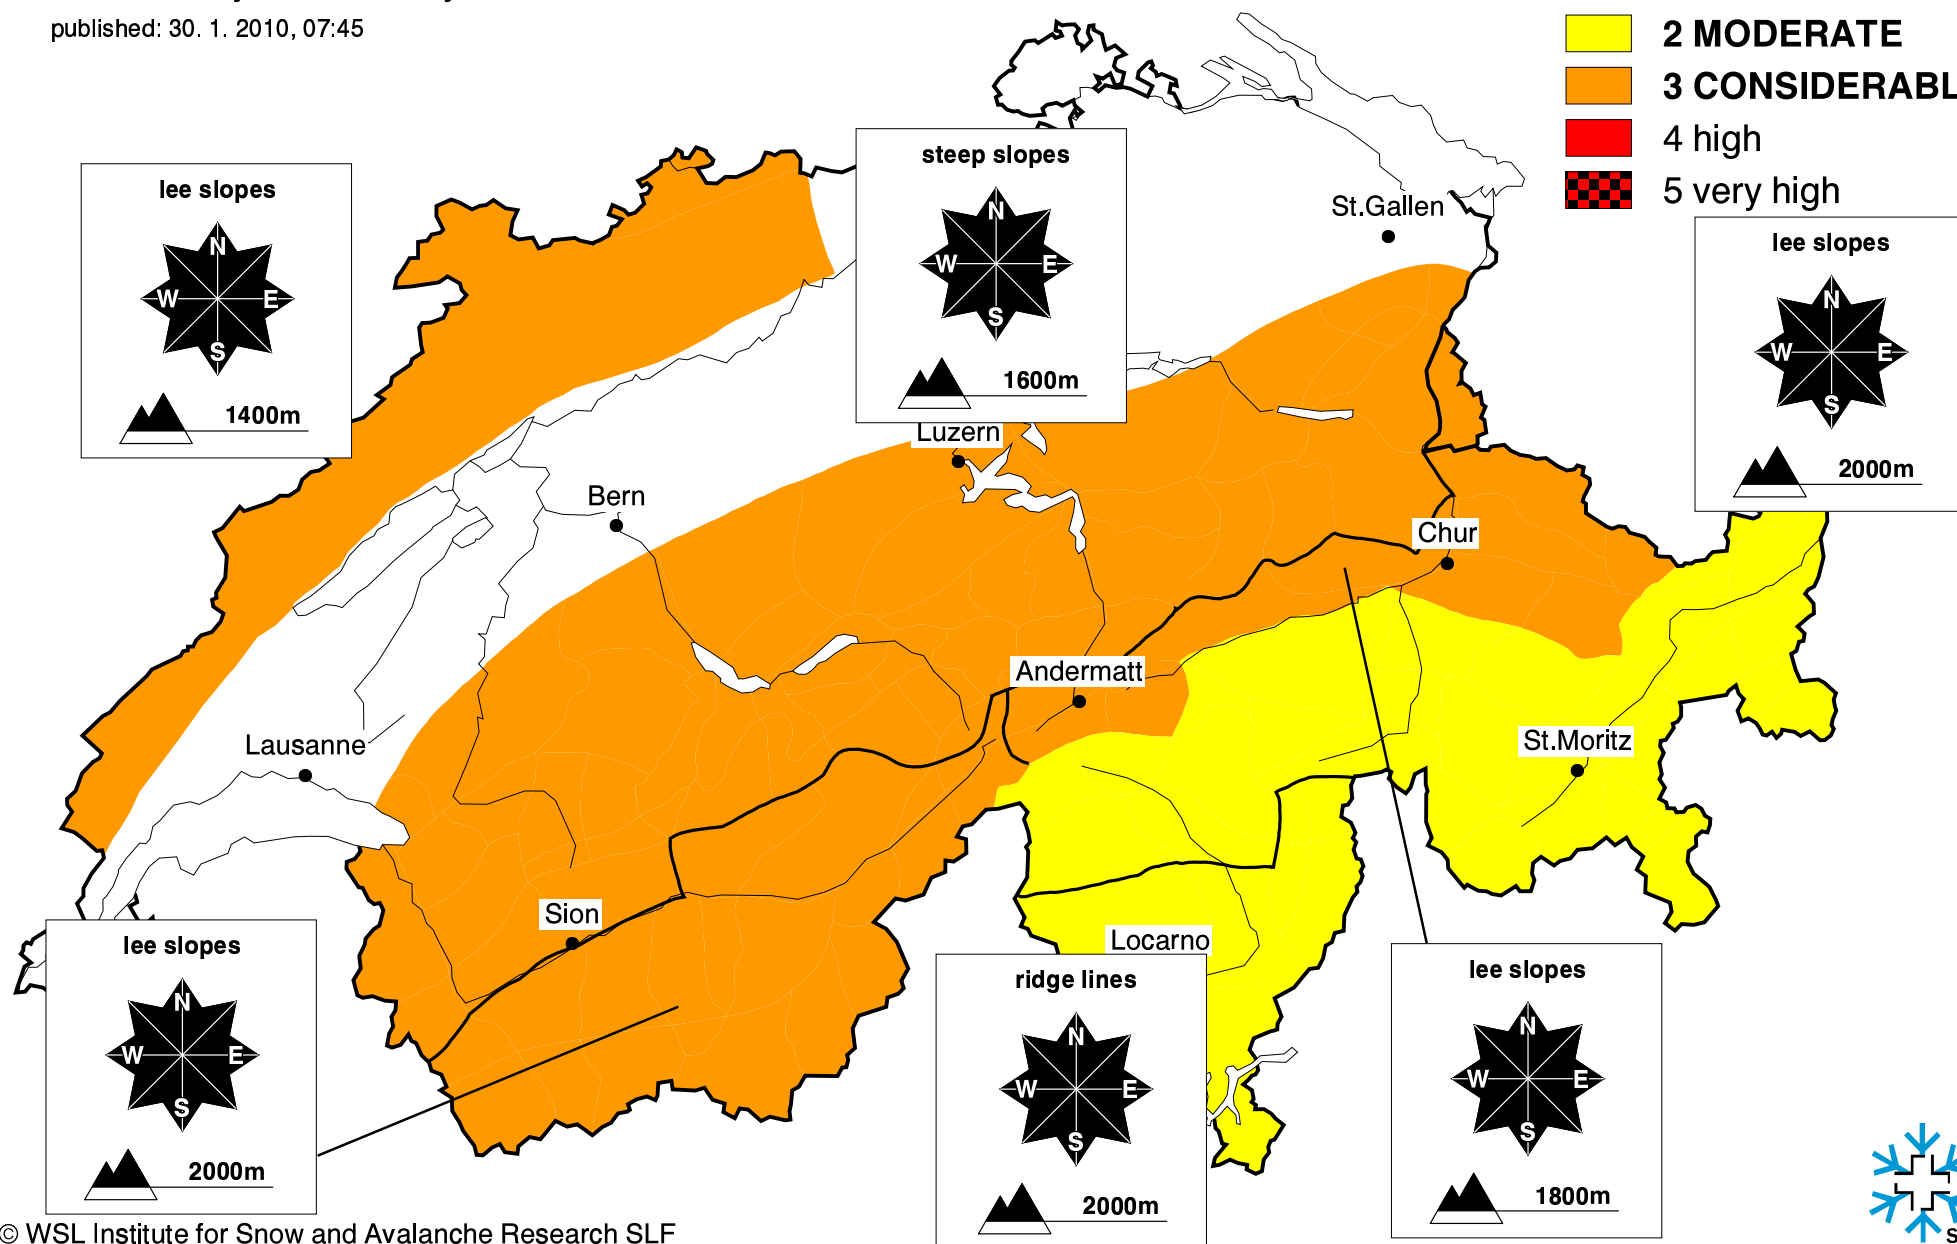 published: 30. 1. 2010, 07:45
2 MODERATE
3 CONSIDERABL
4 high
5 very high
lee slopes
N
W E
S
1400m
steep slopes
N
W E
S
1600m
St.Gallen
lee slopes
N
W E
S
2000m
Luzern
Bern
Chur
Andermatt
Lausanne
St.Moritz
Sion
Locarno
lee slopes
N
W E
S
2000m
ridge lines
N
W E
S
2000m
lee slopes
N
W E
S
1800m
© WSL Institute for Snow and Avalanche Research SLF